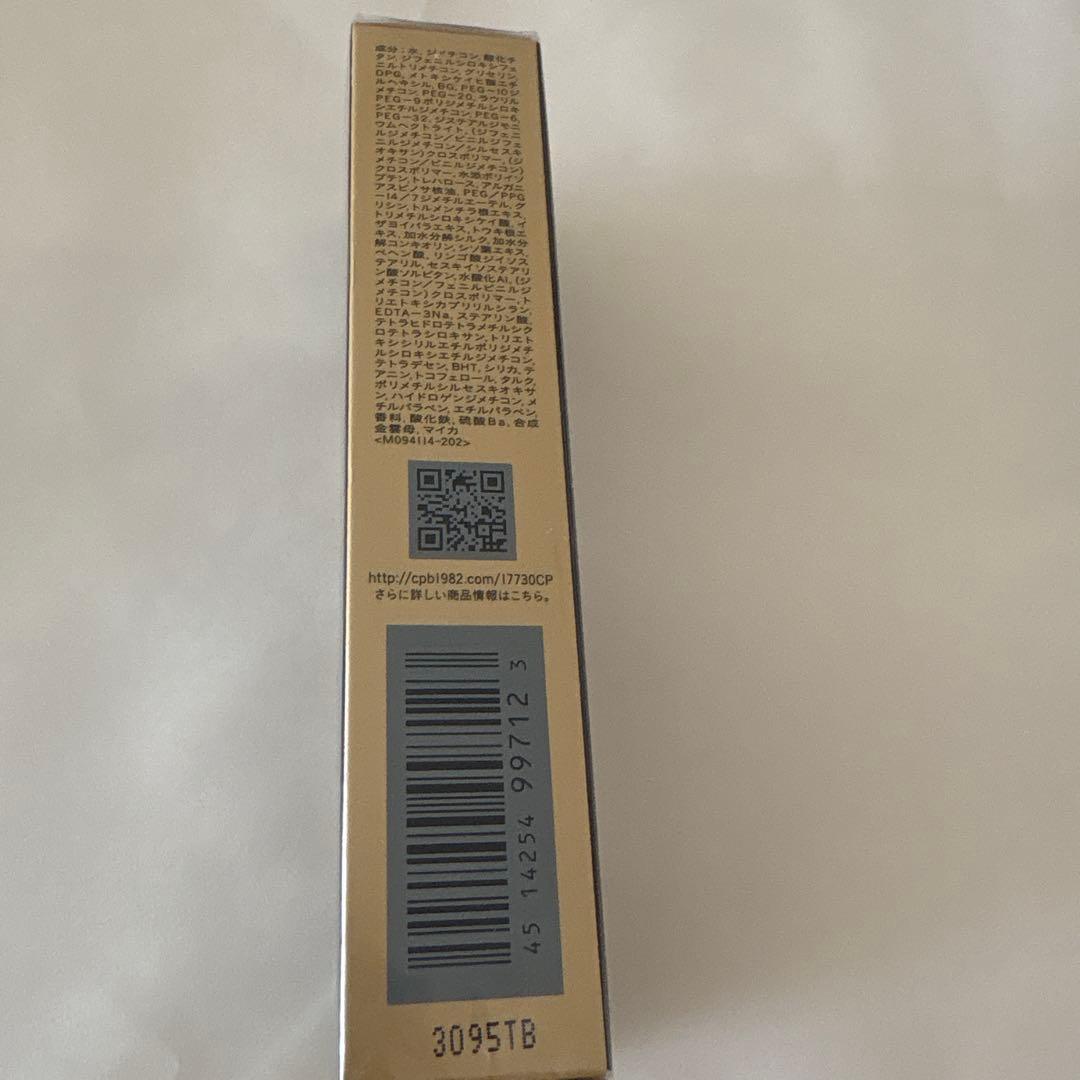 成分:水,ジメチコン,酸化チ
タン,ジフェニルシロキシフェ
ニルトリメチコン,グリセリン,
DPG,メトキシケイヒ酸エチ
ルヘキシル,BG,PEG-10ジ
メチコン,PEG-20,ラウリル
PEG-9ポリジメチルシロキ
シエチルジメチコン,PEG-6,
PEG-32,ジステアルジモニ
ウムヘクトライト,(ジフェニ
ルジメチコン/ビニルジフェ
ニルジメチコン/シルセスキ
オキサン)クロスポリマー,(ジ
メチコン/ビニルジメチコン)
クロスポリマー,水添ポリイソ
ブテン,トレハロース,アルガニ
アスピノサ核油,PEG/PPG
-14/7ジメチルエーテル,グ
リシン,トルメンチラ根エキス,
トリメチルシロキシケイ酸,イ
ザヨイバラエキス,トウキ根エ
キス,加水分解シルク,加水分
解コンキオリン,シソ葉エキス,
ベヘン酸,リンゴ酸ジイソス
テアリル,セスキイソステアリ
ン酸ソルビタン,水酸化Al,(ジ
メチコン/フェニルビニルジ
メチコン)クロスポリマー,ト
リエトキシカプリリルシラン,
EDTA-3Na,ステアリン酸,
テトラヒドロテトラメチルシク
ロテトラシロキサン,トリエト
キシシリルエチルポリジメチ
ルシロキシエチルジメチコン,
テトラデセン,BHT,シリカ,テ
アニン,トコフェロール,タルク,
ポリメチルシルセスキオキサ
ン,ハイドロゲンジメチコン,メ
チルパラベン,エチルパラベン,
香料,酸化鉄,硫酸Ba,合成
金雲母,マイカ
<M094114-202>
http://cpb1982.com/17730CP
さらに詳しい商品情報はこちら。
45 14254 99712 3
3095TB